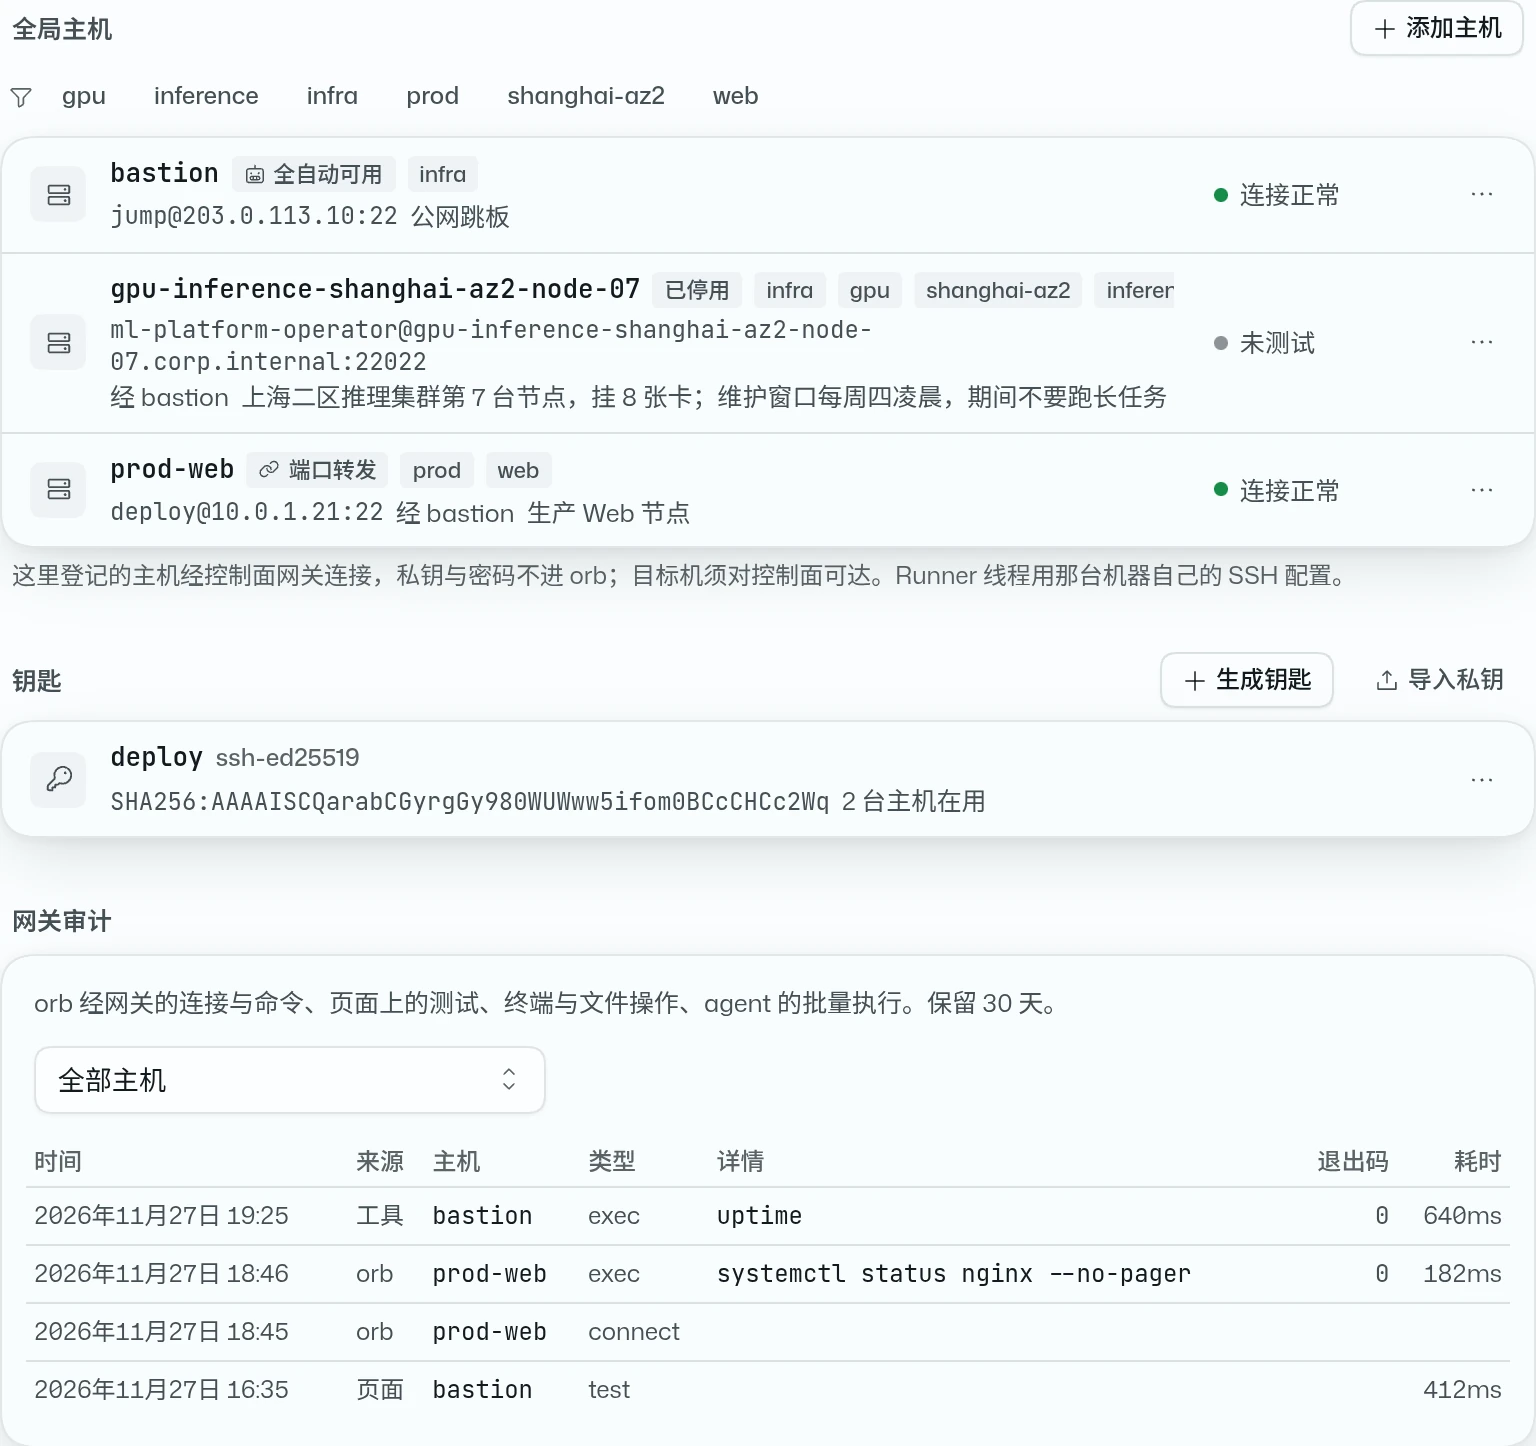 全局主机
添加主机
gpu inference infra prod shanghai-az2 web
bastion 全自动可用 infra
jump@203.0.113.10:22 公网跳板
连接正常
gpu-inference-shanghai-az2-node-07 已停用 infra gpu shanghai-az2 inferen
ml-platform-operator@gpu-inference-shanghai-az2-node-
07.corp.internal:22022
经 bastion 上海二区推理集群第 7 台节点，挂 8 张卡；维护窗口每周四凌晨，期间不要跑长任务
未测试
prod-web 端口转发 prod web
deploy@10.0.1.21:22 经 bastion 生产 Web 节点
连接正常
这里登记的主机经控制面网关连接，私钥与密码不进 orb；目标机须对控制面可达。Runner 线程用那台机器自己的 SSH 配置。
钥匙
生成钥匙
导入私钥
deploy ssh-ed25519
SHA256:AAAAISCQarabCGyrgGy980WUWww5ifom0BCcCHCc2Wq 2 台主机在用
网关审计
orb 经网关的连接与命令、页面上的测试、终端与文件操作、agent 的批量执行。保留 30 天。
全部主机
时间 来源 主机 类型 详情 退出码 耗时
2026年11月27日 19:25 工具 bastion exec uptime 0 640ms
2026年11月27日 18:46 orb prod-web exec systemctl status nginx --no-pager 0 182ms
2026年11月27日 18:45 orb prod-web connect
2026年11月27日 16:35 页面 bastion test 412ms